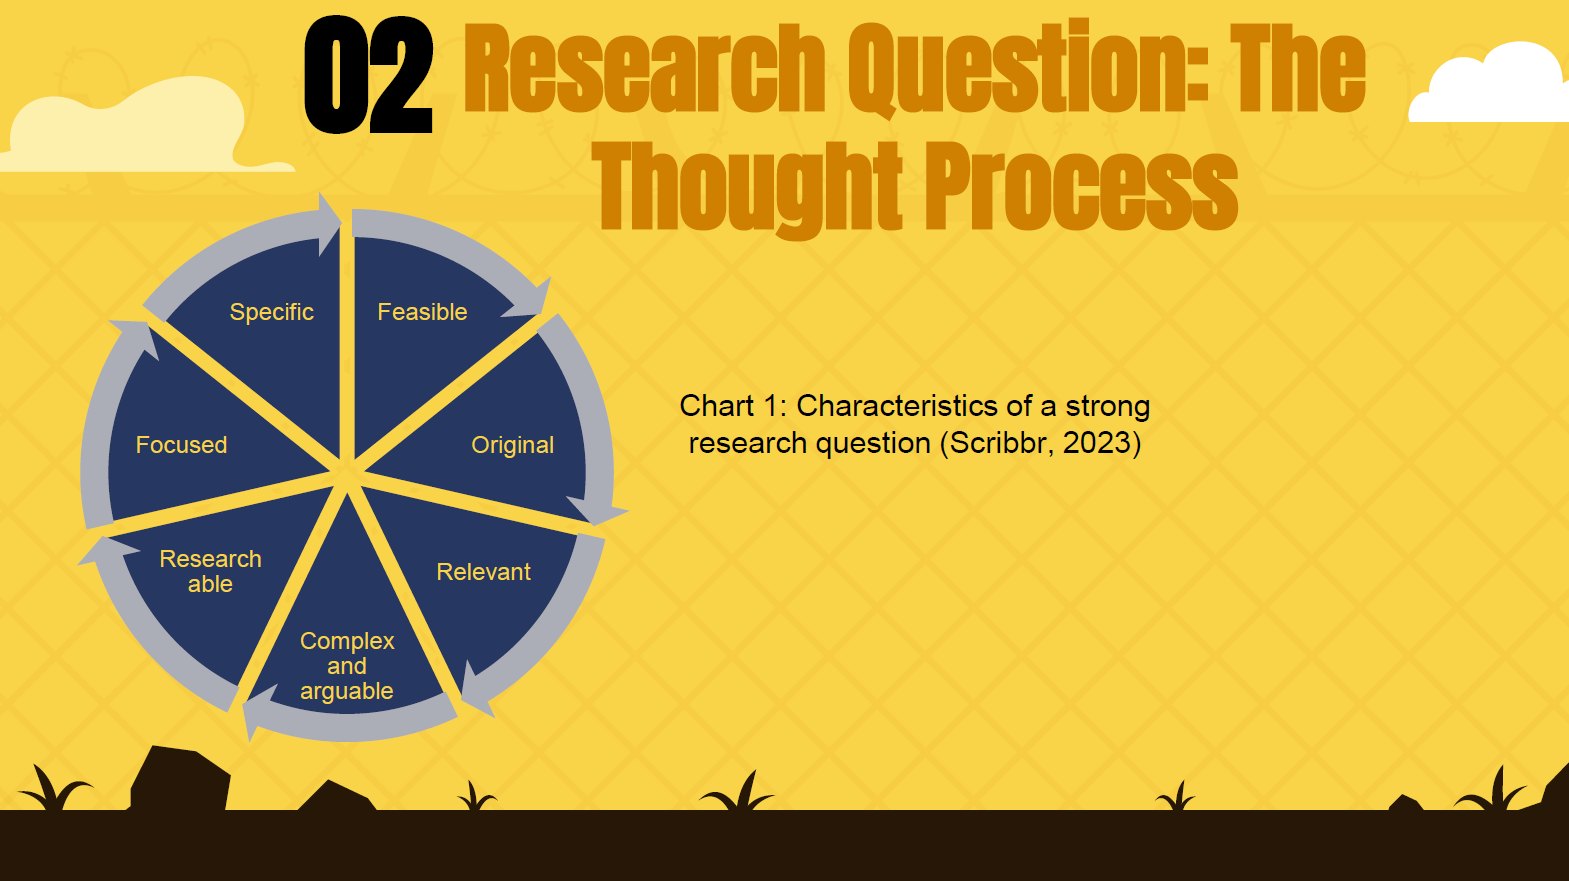 02 Research Question: The
Thought Process
Specific
Feasible
Focused
Original
Research
able
Relevant
Complex
and
arguable
Chart 1: Characteristics of a strong
research question (Scribbr, 2023)